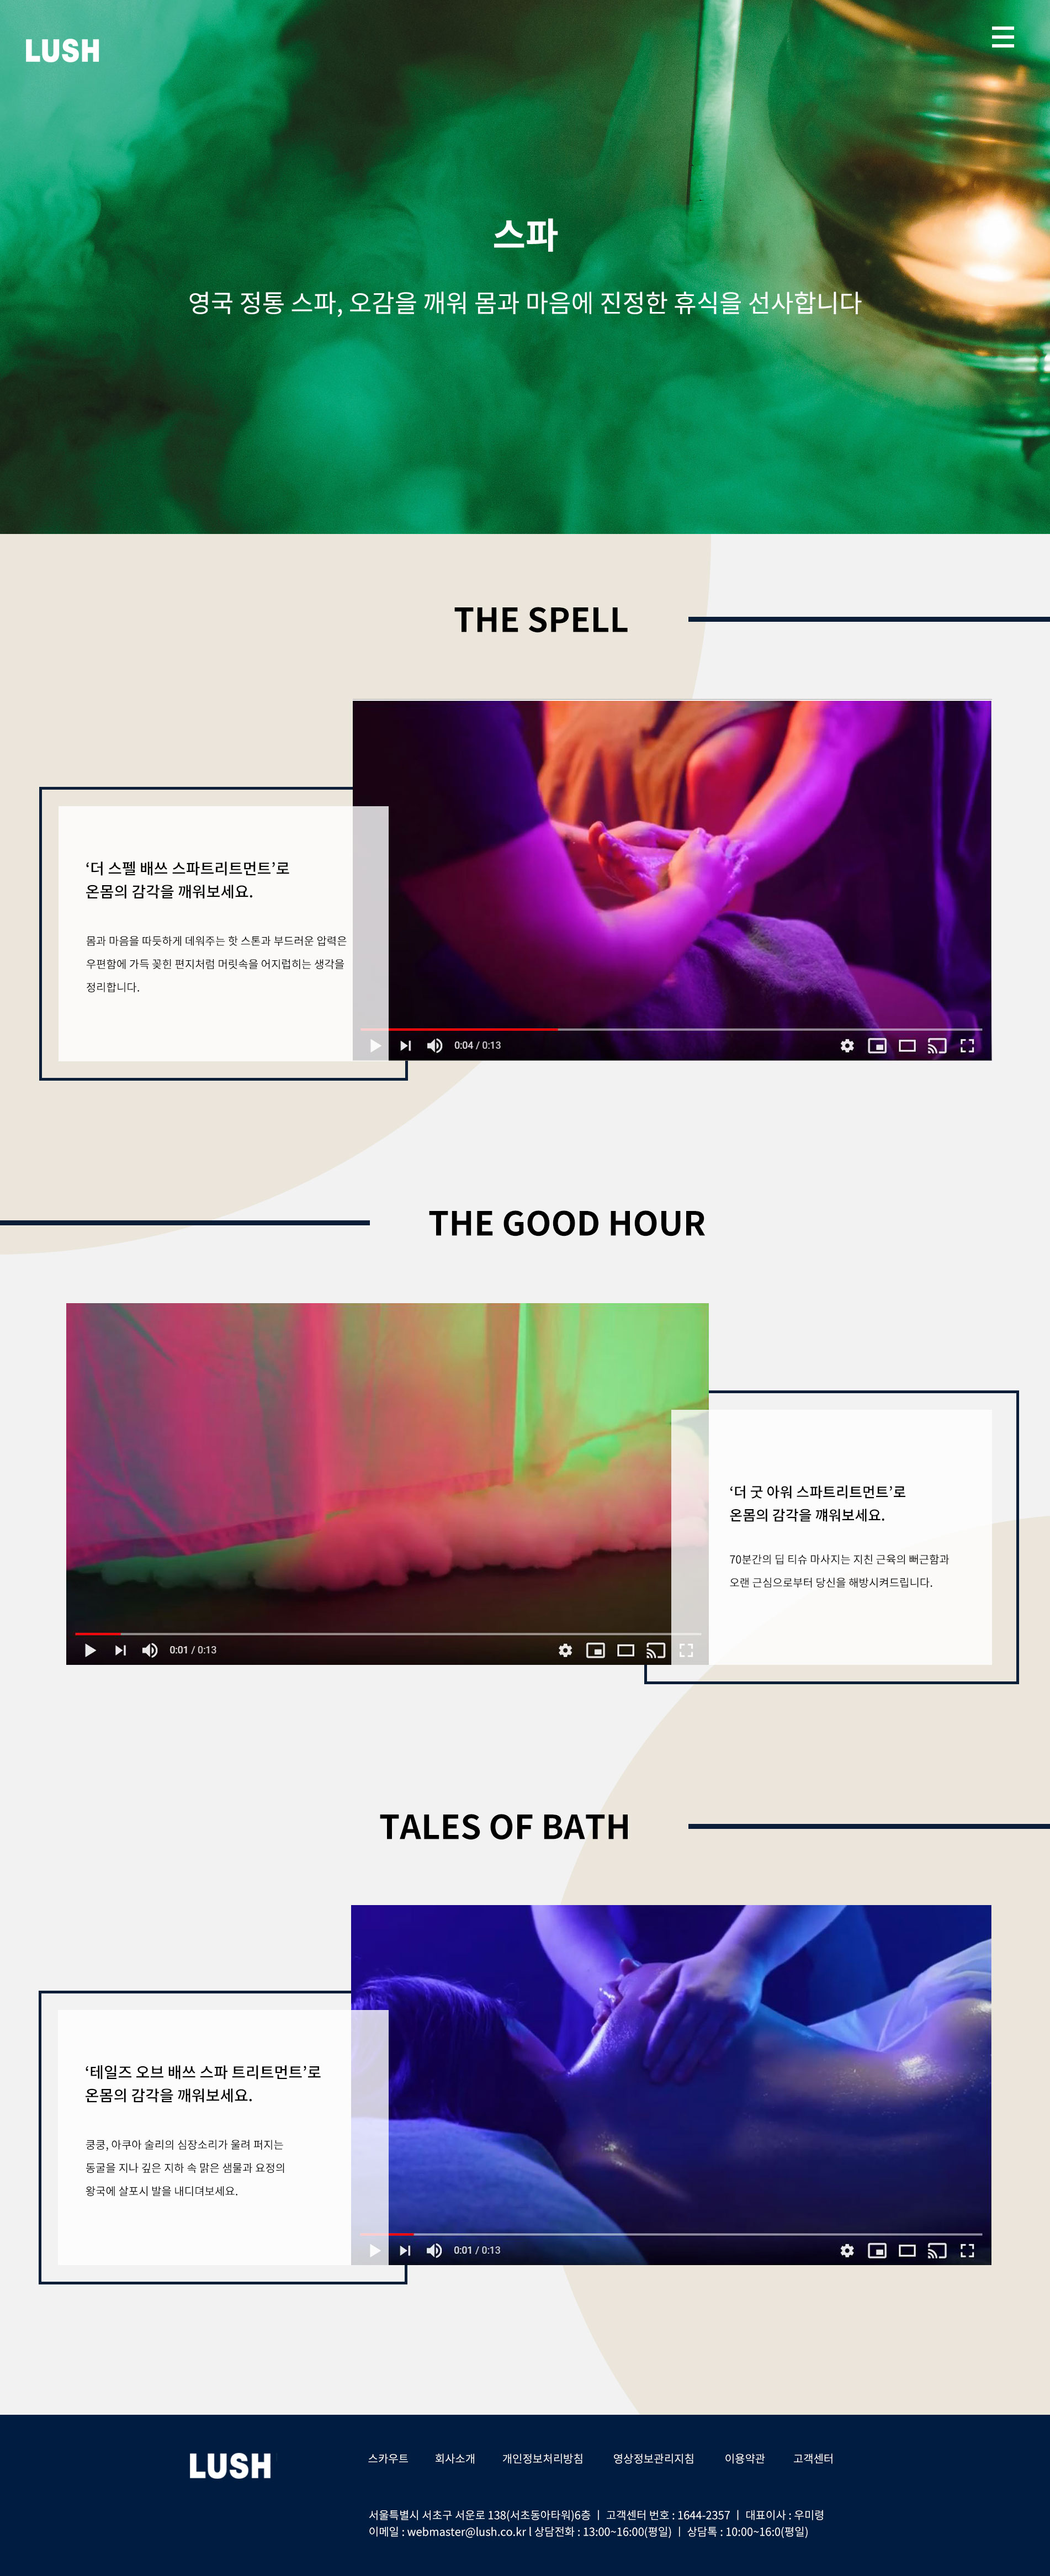 LUSH
스파
영국 정통 스파, 오감을 깨워 몸과 마음에 진정한 휴식을 선사합니다
THE SPELL
‘더 스펠 배쓰 스파트리트먼트’로
온몸의 감각을 깨워보세요.
몸과 마음을 따듯하게 데워주는 핫 스톤과 부드러운 압력은
우편함에 가득 꽂힌 편지처럼 머릿속을 어지럽히는 생각을
정리합니다.
0:04 / 0:13
THE GOOD HOUR
‘더 굿 아워 스파트리트먼트’로
온몸의 감각을 꺠워보세요.
70분간의 딥 티슈 마사지는 지친 근육의 뻐근함과
오랜 근심으로부터 당신을 해방시켜드립니다.
0:01 / 0:13
TALES OF BATH
‘테일즈 오브 배쓰 스파 트리트먼트’로
온몸의 감각을 깨워보세요.
쿵쿵, 아쿠아 술리의 심장소리가 울려 퍼지는
동굴을 지나 깊은 지하 속 맑은 샘물과 요정의
왕국에 살포시 발을 내디뎌보세요.
0:01 / 0:13
LUSH
스카우트 회사소개 개인정보처리방침 영상정보관리지침 이용약관 고객센터
서울특별시 서초구 서운로 138(서초동아타워)6층 ㅣ 고객센터 번호 : 1644-2357 ㅣ 대표이사 : 우미령
이메일 : webmaster@lush.co.kr l 상담전화 : 13:00~16:00(평일) ㅣ 상담톡 : 10:00~16:0(평일)